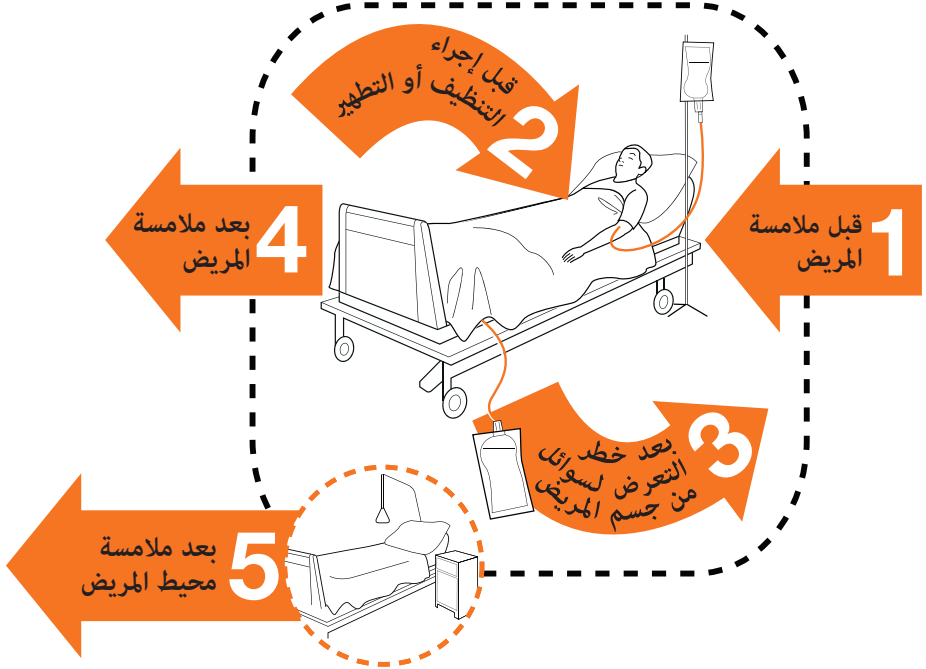 1
قبل ملامسة
المريض
2
قبل إجراء
التنظيف أو التطهير
3
بعد خطر
التعرض لسوائل
من جسم المريض
4
بعد ملامسة
المريض
5
بعد ملامسة
محيط المريض